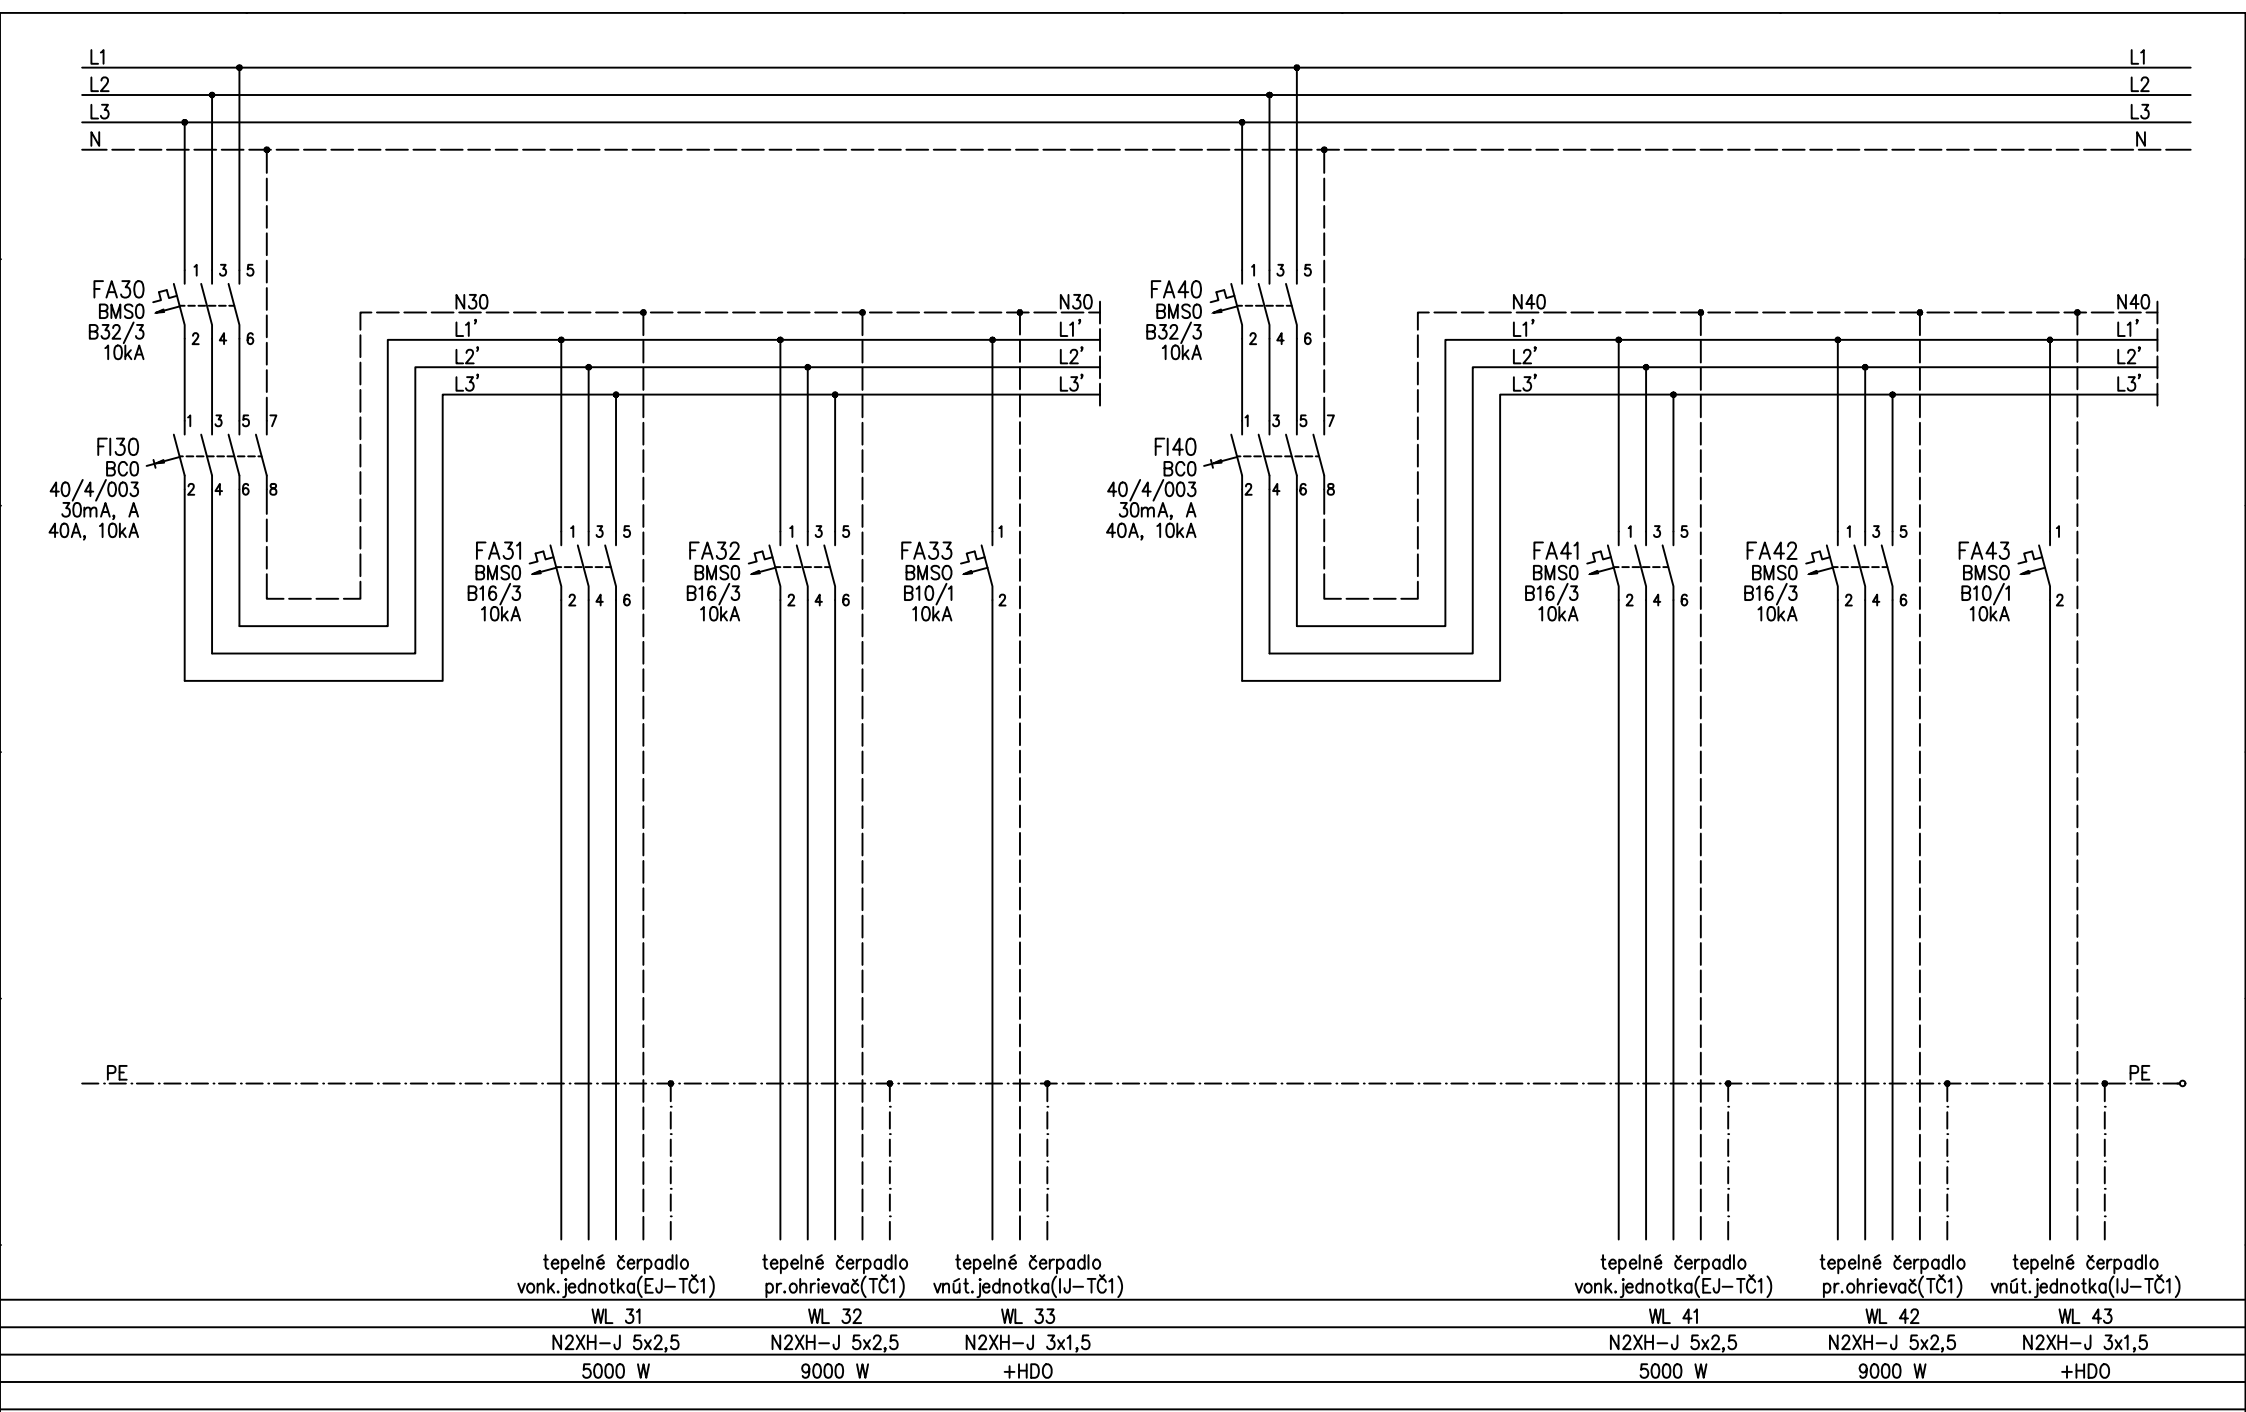 L1 L1
L2 L2
L3 L3
N N
1 3 5
FA30
BMS0
B32/3
10kA
2 4 6
N30 N30
L1' L1'
L2' L2'
L3' L3'
1 3 5 7
FI30
BC0
40/4/003
30mA, A
40A, 10kA
2 4 6 8
1 3 5
FA31
BMS0
B16/3
10kA
2 4 6
1 3 5
FA32
BMS0
B16/3
10kA
2 4 6
1
FA33
BMS0
B10/1
10kA
2
1 3 5
FA40
BMS0
B32/3
10kA
2 4 6
N40 N40
L1' L1'
L2' L2'
L3' L3'
1 3 5 7
FI40
BC0
40/4/003
30mA, A
40A, 10kA
2 4 6 8
1 3 5
FA41
BMS0
B16/3
10kA
2 4 6
1 3 5
FA42
BMS0
B16/3
10kA
2 4 6
1
FA43
BMS0
B10/1
10kA
2
PE PE
tepelné čerpadlo
vonk.jednotka(EJ-TČ1)
tepelné čerpadlo
pr.ohrievač(TČ1)
tepelné čerpadlo
vnút.jednotka(IJ-TČ1)
tepelné čerpadlo
vonk.jednotka(EJ-TČ1)
tepelné čerpadlo
pr.ohrievač(TČ1)
tepelné čerpadlo
vnút.jednotka(IJ-TČ1)
WL 31 WL 32 WL 33 WL 41 WL 42 WL 43
N2XH-J 5x2,5 N2XH-J 5x2,5 N2XH-J 3x1,5 N2XH-J 5x2,5 N2XH-J 5x2,5 N2XH-J 3x1,5
5000 W 9000 W +HDO 5000 W 9000 W +HDO